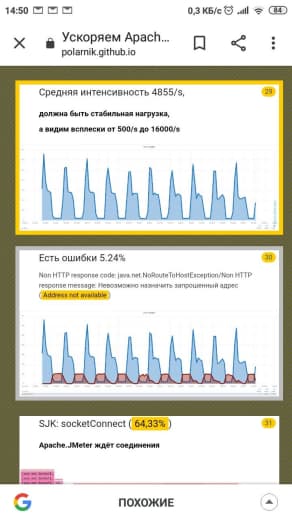 14:50
0,3 КБ/с
84
Ускоряем Apach...
polarnik.github.io
Средняя интенсивность 4855/s,
29
должна быть стабильная нагрузка,
а видим всплески от 500/s до 16000/s
Есть ошибки 5.24%
30
Non HTTP response code: java.net.NoRouteToHostException/Non HTTP
response message: Невозможно назначить запрошенный адрес
(Address not available)
SJK: socketConnect (64,33%)
31
Apache.JMeter ждёт соединения
ПОХОЖИЕ